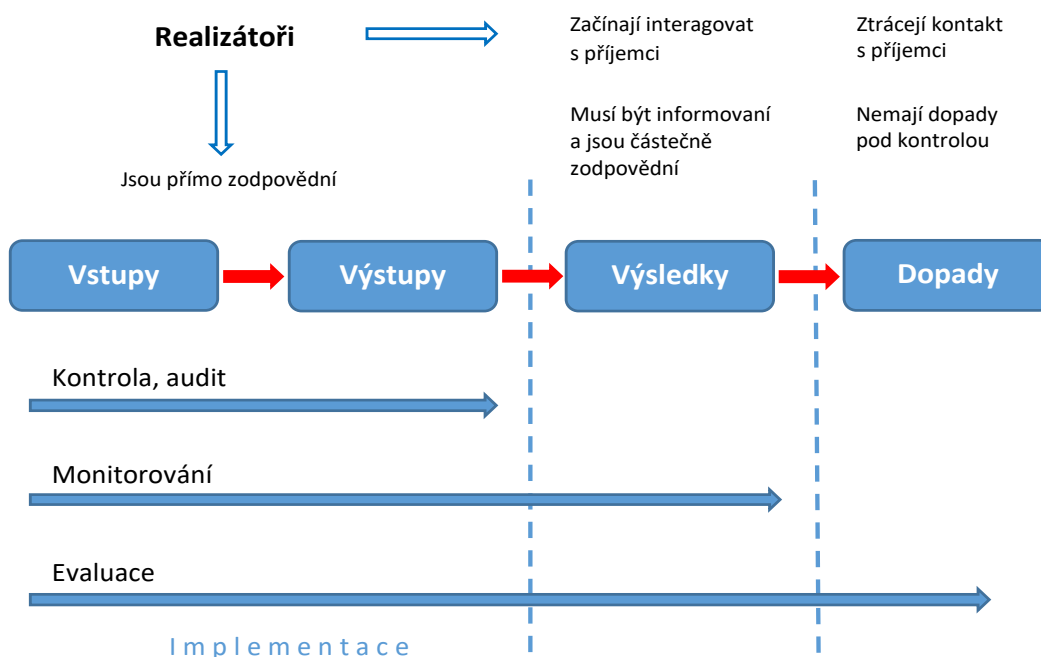 Realizátoři
Začínají interagovat
s příjemci
Ztrácejí kontakt
s příjemci
Musí být informovaní
a jsou částečně
zodpovědní
Nemají dopady
pod kontrolou
Jsou přímo zodpovědní
Vstupy
Výstupy
Výsledky
Dopady
Kontrola, audit
Monitorování
Evaluace
Implementace